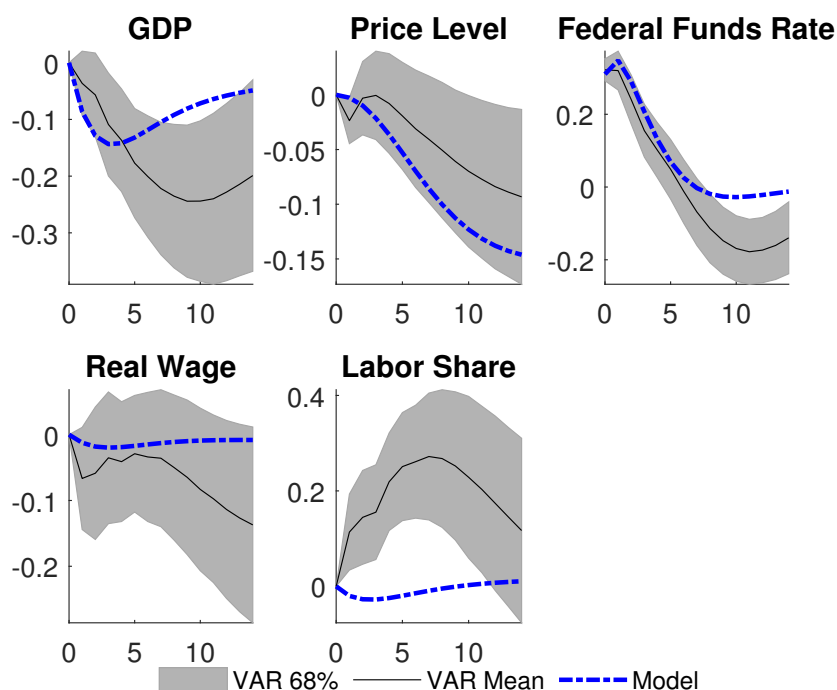 GDP
Price Level
Federal Funds Rate
0
-0.1
-0.2
-0.3
0 5 10
0
-0.05
-0.1
-0.15
0 5 10
0.2
0
-0.2
0 5 10
Real Wage
Labor Share
0
-0.1
-0.2
0 5 10
0.4
0.2
0
0 5 10
VAR 68% VAR Mean Model